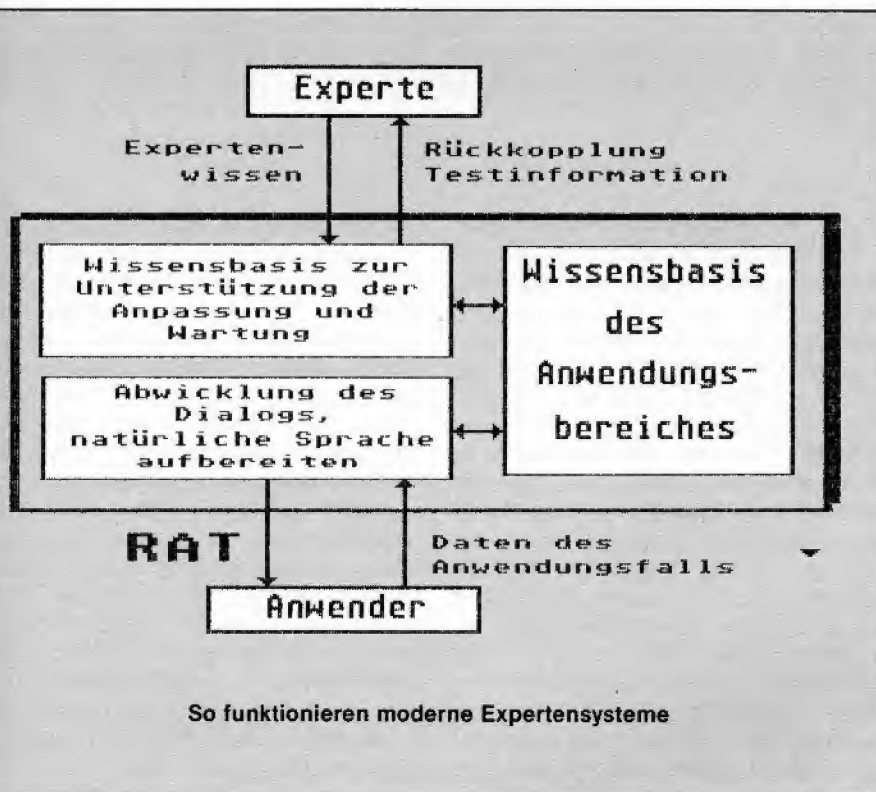 Experte
Experten-
wissen
Rückkopplung
Testinformation
Wissensbasis zur
Unterstützung der
Anpassung und
Wartung
Wissensbasis
des
Anwendungs-
bereiches
Abwicklung des
Dialogs,
natürliche Sprache
aufbereiten
RAT
Daten des
Anwendungsfalls
Anwender
So funktionieren moderne Expertensysteme